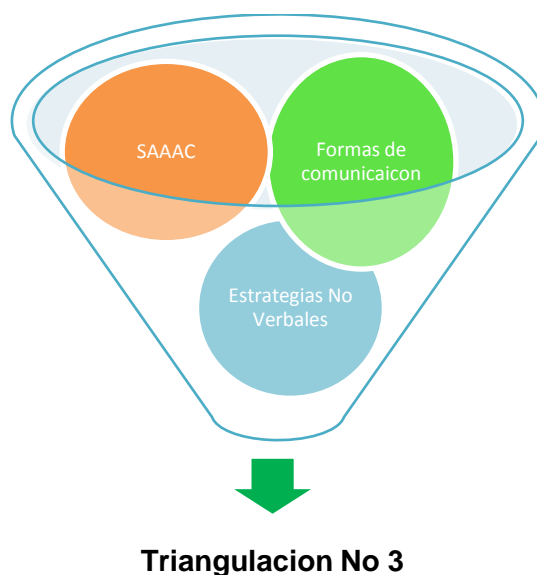 SAAAC
Formas de
comunicaicon
Estrategias No
Verbales
Triangulacion No 3